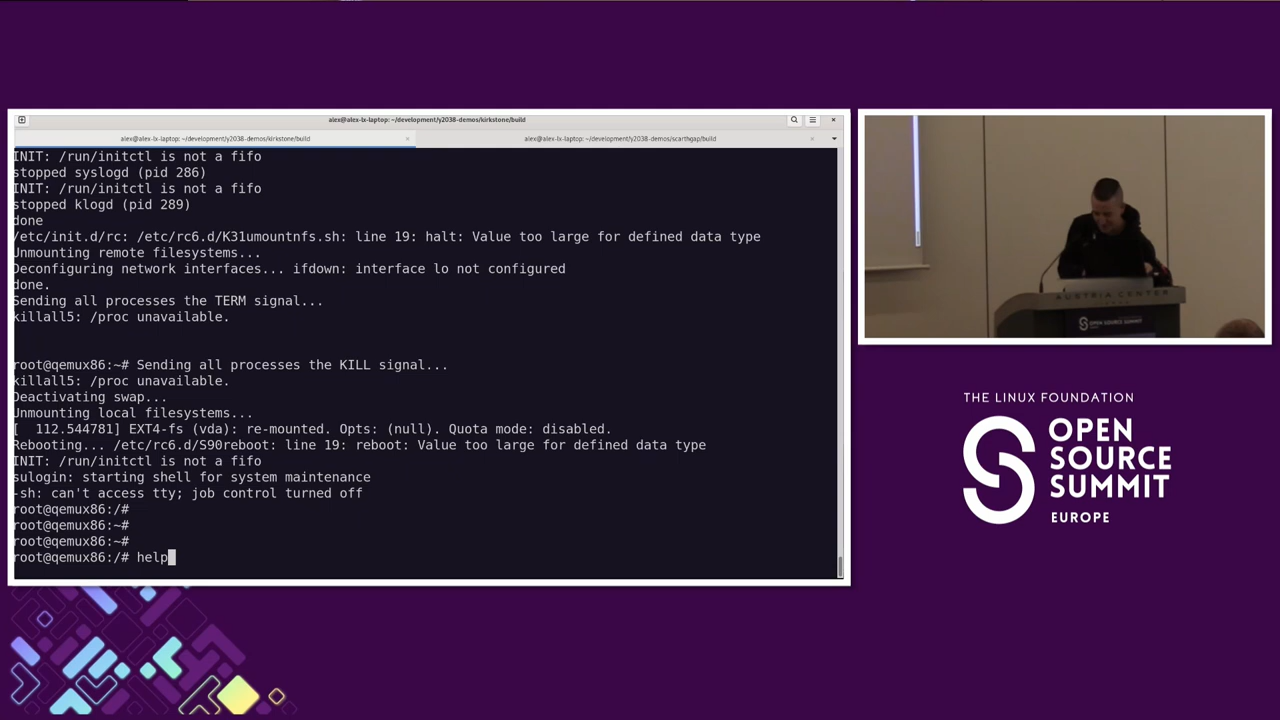 alex@alex-lx-laptop: ~/development/y2038-demos/kirkstone/build
alex@alex-lx-laptop: ~/development/y2038-demos/kirkstone/build
alex@alex-lx-laptop: ~/development/y2038-demos/scarthgap/build
INIT: /run/initctl is not a fifo
stopped syslogd (pid 286)
INIT: /run/initctl is not a fifo
stopped klogd (pid 289)
done
/etc/init.d/rc: /etc/rc6.d/K31umountnfs.sh: line 19: halt: Value too large for defined data type
Unmounting remote filesystems...
Deconfiguring network interfaces... ifdown: interface lo not configured
done.
Sending all processes the TERM signal...
killall5: /proc unavailable.
root@qemux86:~# Sending all processes the KILL signal...
killall5: /proc unavailable.
Deactivating swap...
Unmounting local filesystems...
[  112.544781] EXT4-fs (vda): re-mounted. Opts: (null). Quota mode: disabled.
Rebooting... /etc/rc6.d/S90reboot: line 19: reboot: Value too large for defined data type
INIT: /run/initctl is not a fifo
sulogin: starting shell for system maintenance
-sh: can't access tty; job control turned off
root@qemux86:/#
root@qemux86:~#
root@qemux86:~#
root@qemux86:/# help
AUSTRIA CENTER
OPEN SOURCE SUMMIT
THE LINUX FOUNDATION
OPEN
SOURCE
SUMMIT
EUROPE